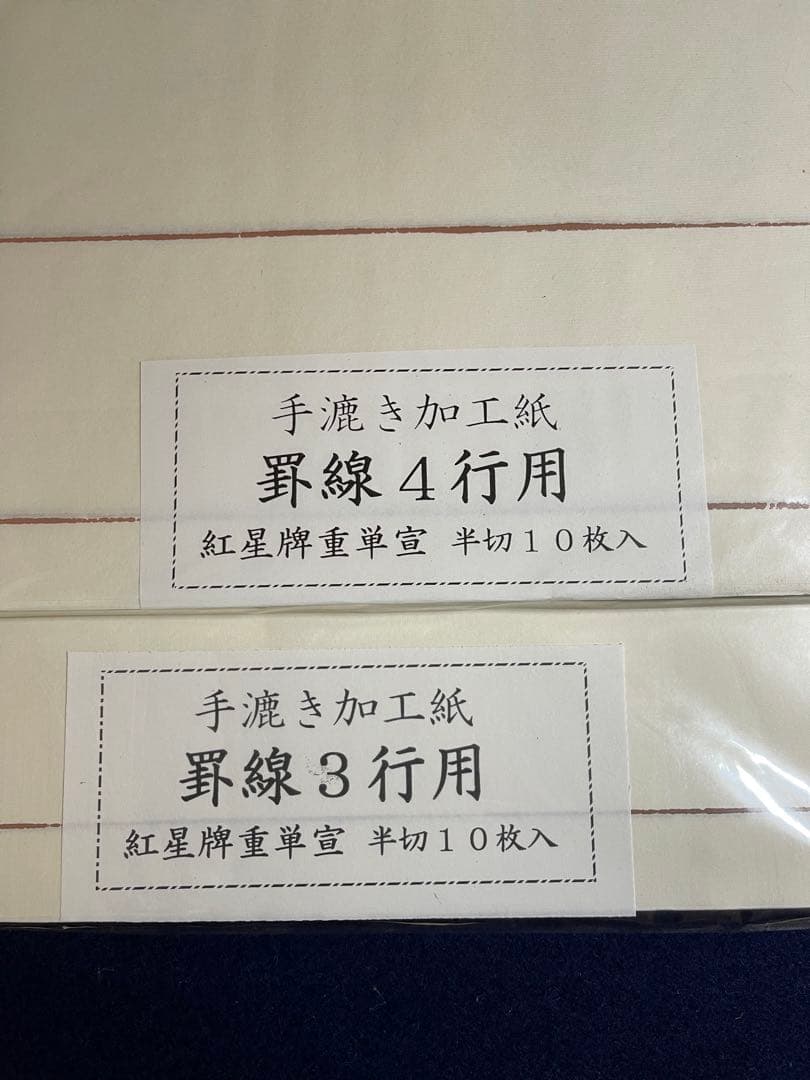 手漉き加工紙
罫線４行用
紅星牌重単宣 半切１０枚入
手漉き加工紙
罫線３行用
紅星牌重単宣 半切１０枚入